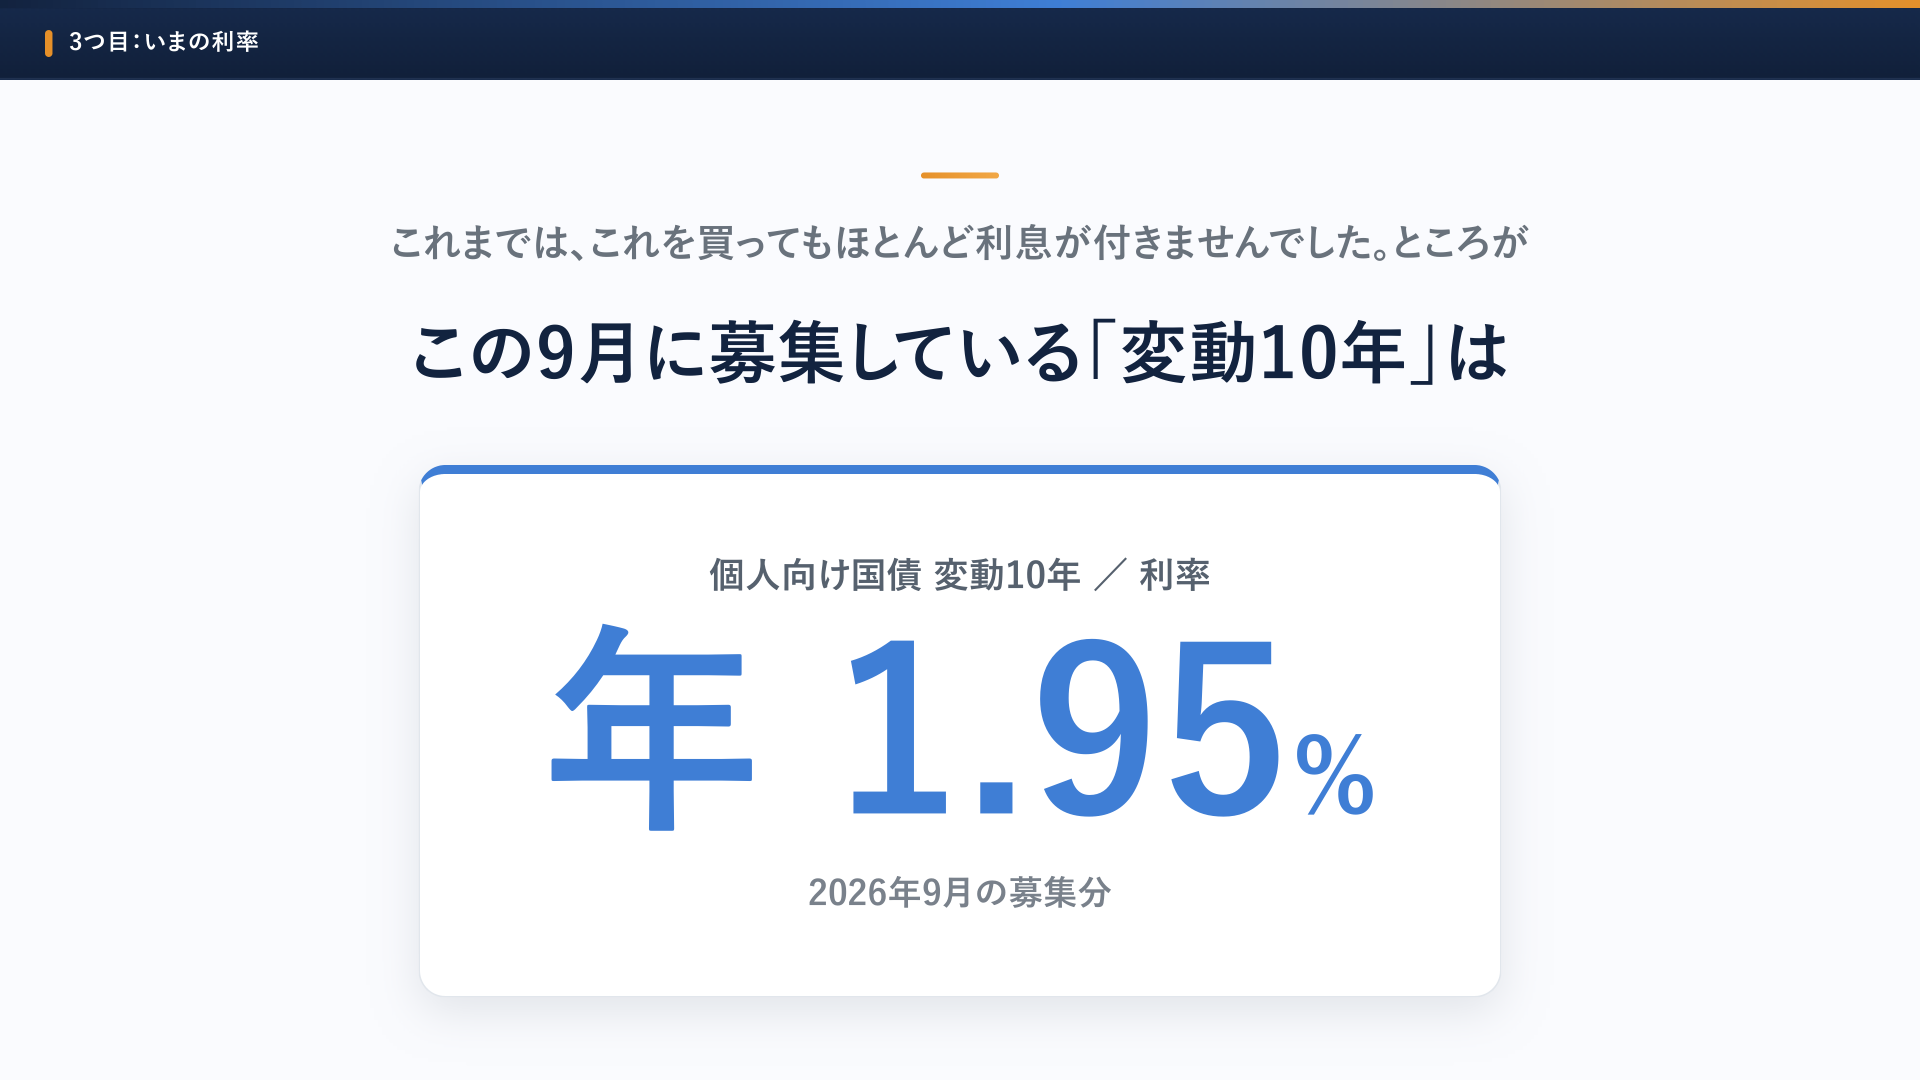 3つ目：いまの利率
これまでは、これを買ってもほとんど利息が付きませんでした。ところが
この9月に募集している「変動10年」は
個人向け国債 変動10年 ／ 利率
年 1.95%
2026年9月の募集分